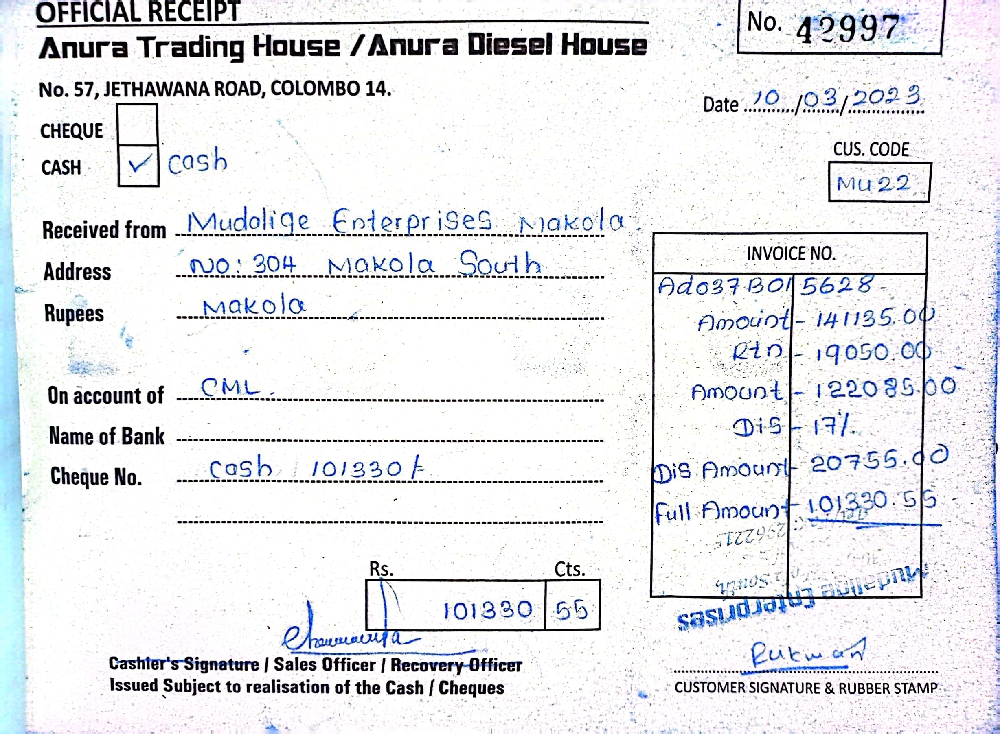 OFFICIAL RECEIPT
No. 42997
Anura Trading House / Anura Diesel House
No. 57, JETHAWANA ROAD, COLOMBO 14.
Date 10/03/2023
CHEQUE
CASH ✓ cash
CUS. CODE
MU22
Received from Mudalige Enterprises Makola
Address No: 304 Makola South
Rupees Makola
On account of CML.
Name of Bank
Cheque No. cash 101330/-
INVOICE NO.
Ad037B01 5628-
Amount - 141135.00
Rtn - 19050.00
Amount - 122085.00
Dis - 17%
Dis Amount - 20755.00
Full Amount - 101330.55
Rs. Cts.
101330 55
Mudalige Enterprises
Cashier's Signature / Sales Officer / Recovery Officer
Issued Subject to realisation of the Cash / Cheques
CUSTOMER SIGNATURE & RUBBER STAMP